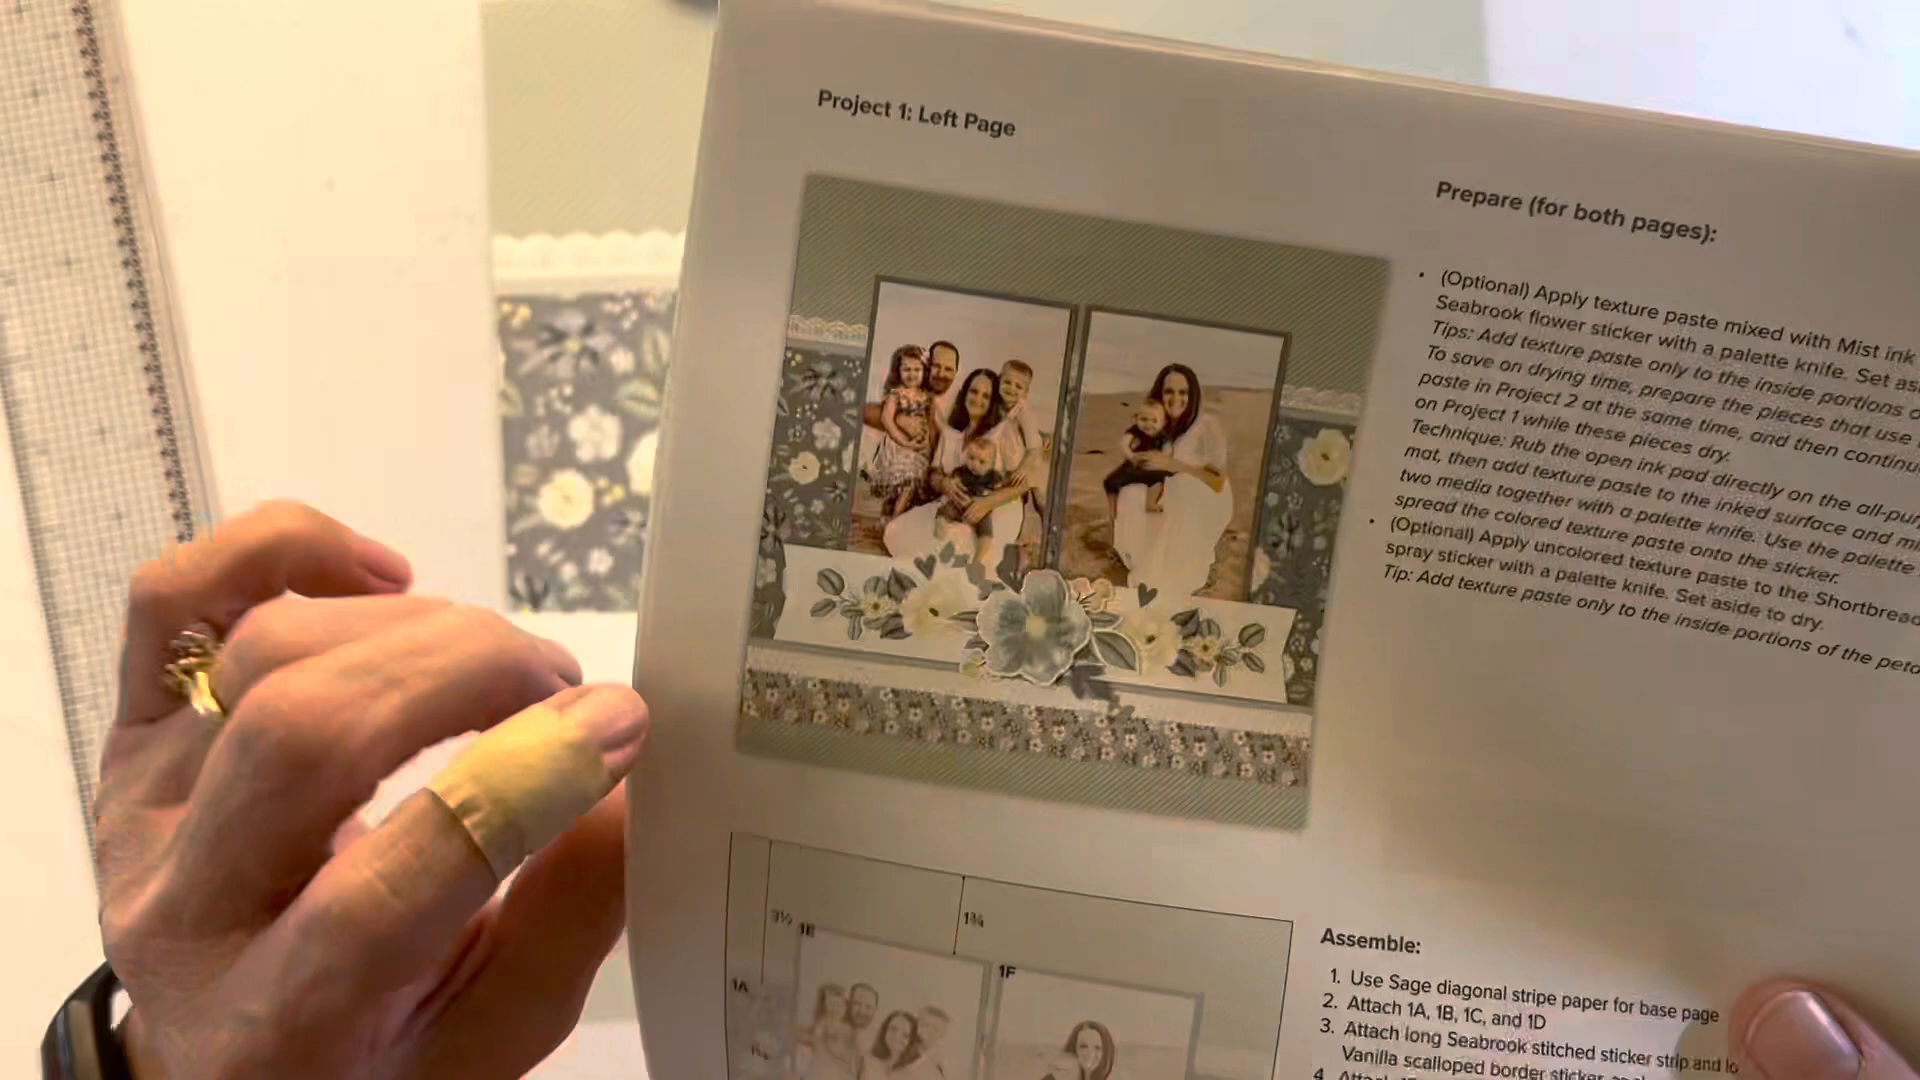 Project 1: Left Page
Prepare (for both pages):
• (Optional) Apply texture paste mixed with Mist ink
Seabrook flower sticker with a palette knife. Set
Tips: Add texture paste only to the inside portions
To save on drying time, prepare the pieces that use
paste in Project 2 at the same time, and then
on Project 1 while these pieces dry.
Technique: Rub the open ink pad directly on the
mat, then add texture paste to the inked surface and
two media together with a palette knife. Use the palette
spread the colored texture paste onto the sticker.
• (Optional) Apply uncolored texture paste to the Shortbread
spray sticker with a palette knife. Set aside to dry.
Tip: Add texture paste only to the inside portions of the
3½
1E
1¾
1F
1A
Assemble:
1. Use Sage diagonal stripe paper for base page
2. Attach 1A, 1B, 1C, and 1D
3. Attach long Seabrook stitched sticker strip and
Vanilla scalloped border sticker
4.